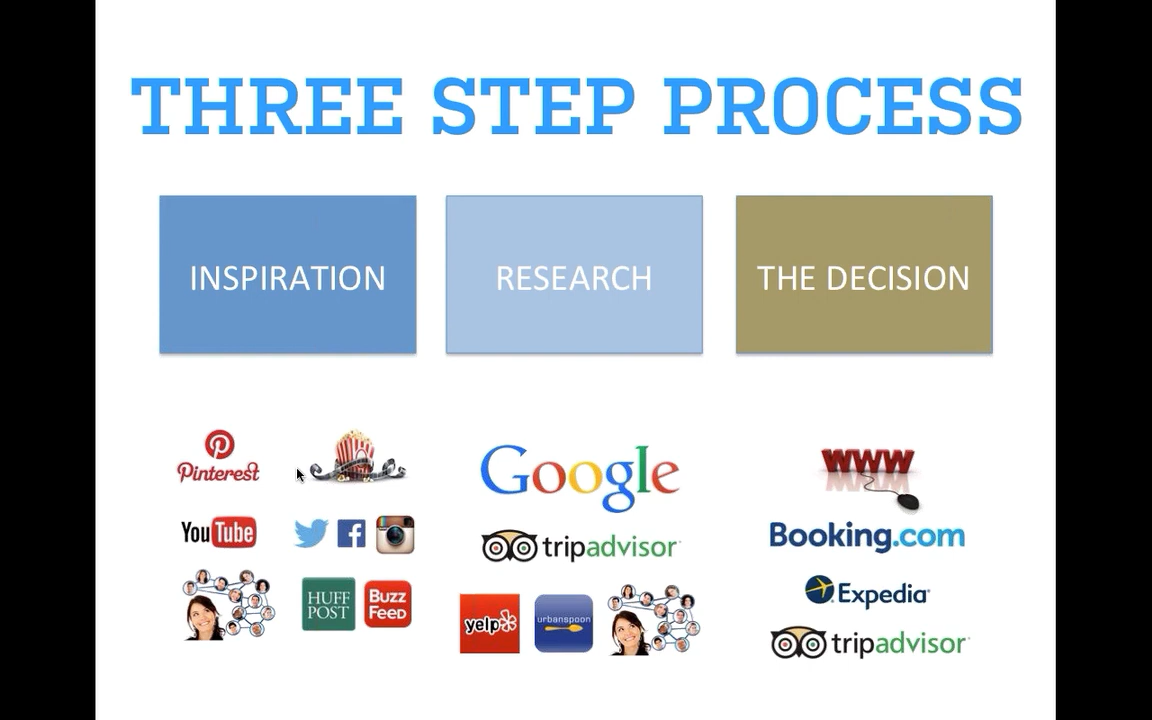 THREE STEP PROCESS
INSPIRATION
RESEARCH
THE DECISION
Pinterest
YouTube
HUFF
POST
Buzz
FeeD
Google
tripadvisor
yelp
urbanspoon
WWW
Booking.com
Expedia
tripadvisor